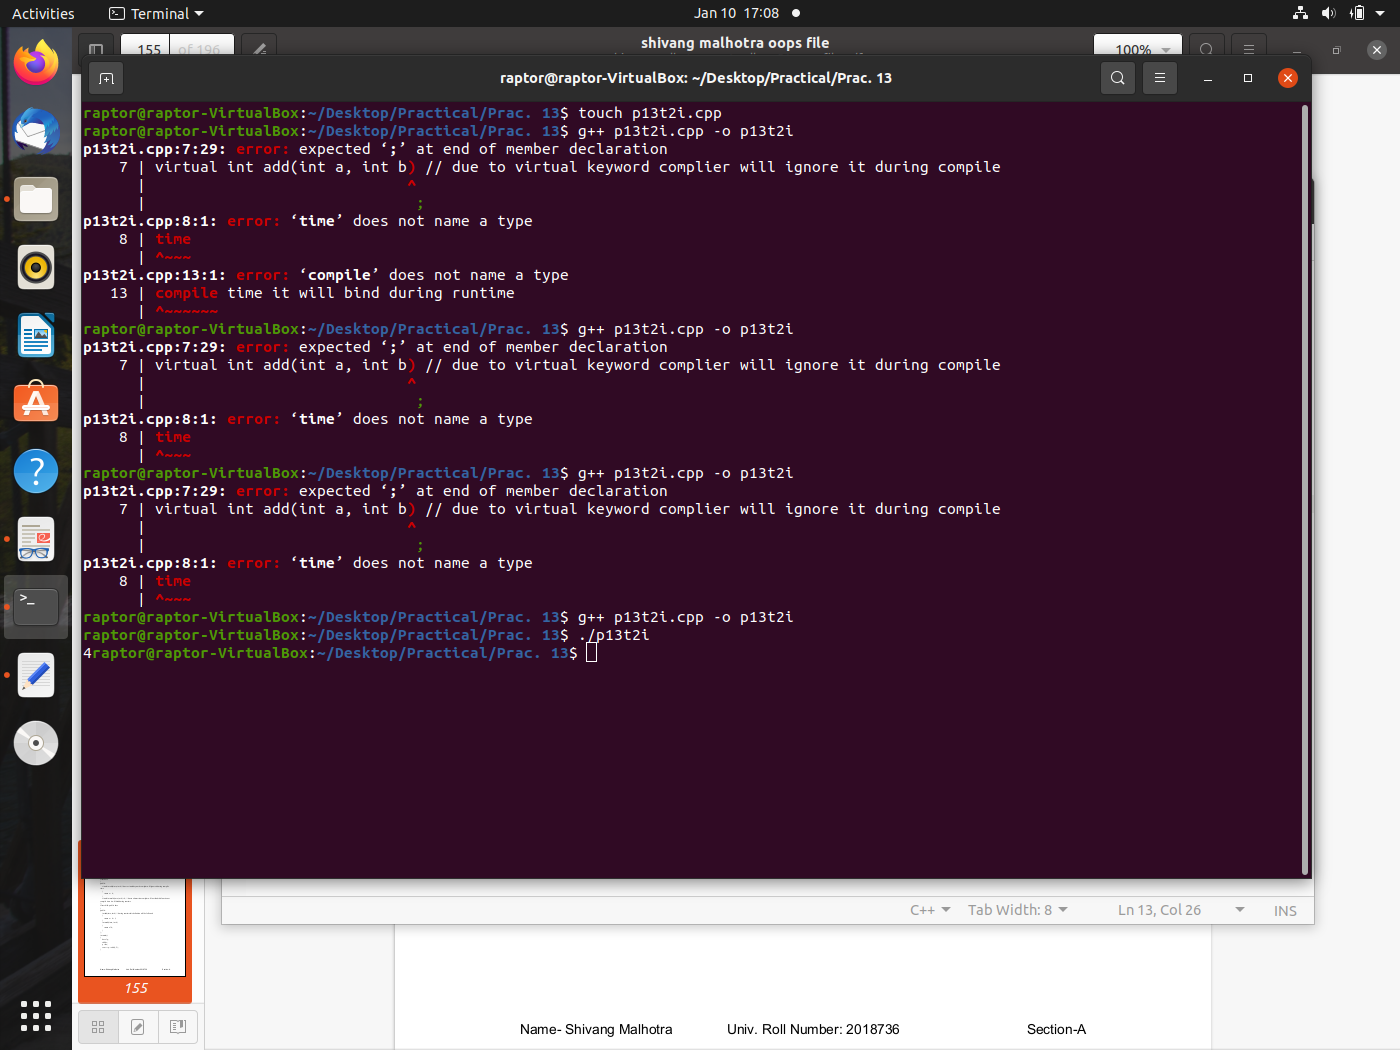 Activities Terminal Jan 10 17:08
155 of 196 shivang malhotra oops file 100%
raptor@raptor-VirtualBox: ~/Desktop/Practical/Prac. 13
raptor@raptor-VirtualBox:~/Desktop/Practical/Prac. 13$ touch p13t2i.cpp
raptor@raptor-VirtualBox:~/Desktop/Practical/Prac. 13$ g++ p13t2i.cpp -o p13t2i
p13t2i.cpp:7:29: error: expected ‘;’ at end of member declaration
7 | virtual int add(int a, int b) // due to virtual keyword complier will ignore it during compile
| ^
| ;
p13t2i.cpp:8:1: error: ‘time’ does not name a type
8 | time
| ^~~~
p13t2i.cpp:13:1: error: ‘compile’ does not name a type
13 | compile time it will bind during runtime
| ^~~~~~~
raptor@raptor-VirtualBox:~/Desktop/Practical/Prac. 13$ g++ p13t2i.cpp -o p13t2i
p13t2i.cpp:7:29: error: expected ‘;’ at end of member declaration
7 | virtual int add(int a, int b) // due to virtual keyword complier will ignore it during compile
| ^
| ;
p13t2i.cpp:8:1: error: ‘time’ does not name a type
8 | time
| ^~~~
raptor@raptor-VirtualBox:~/Desktop/Practical/Prac. 13$ g++ p13t2i.cpp -o p13t2i
p13t2i.cpp:7:29: error: expected ‘;’ at end of member declaration
7 | virtual int add(int a, int b) // due to virtual keyword complier will ignore it during compile
| ^
| ;
p13t2i.cpp:8:1: error: ‘time’ does not name a type
8 | time
| ^~~~
raptor@raptor-VirtualBox:~/Desktop/Practical/Prac. 13$ g++ p13t2i.cpp -o p13t2i
raptor@raptor-VirtualBox:~/Desktop/Practical/Prac. 13$ ./p13t2i
4raptor@raptor-VirtualBox:~/Desktop/Practical/Prac. 13$
C++ Tab Width: 8 Ln 13, Col 26 INS
155
Name- Shivang Malhotra Univ. Roll Number: 2018736 Section-A